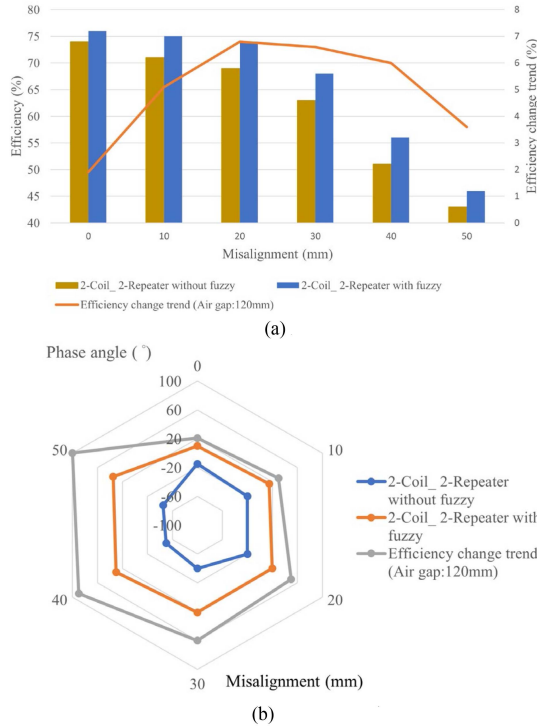 80
75
70
65
60
55
50
45
40
Efficiency (%)
8
7
6
5
4
3
2
1
0
Efficiency change trend (%)
0 10 20 30 40 50
Misalignment (mm)
2-Coil_ 2-Repeater without fuzzy
2-Coil_ 2-Repeater with fuzzy
Efficiency change trend (Air gap:120mm)
(a)
Phase angle ( °)
0
100
60
20
-20
-60
-100
50
10
40
20
30
2-Coil_ 2-Repeater
without fuzzy
2-Coil_ 2-Repeater with
fuzzy
Efficiency change trend
(Air gap:120mm)
Misalignment (mm)
(b)